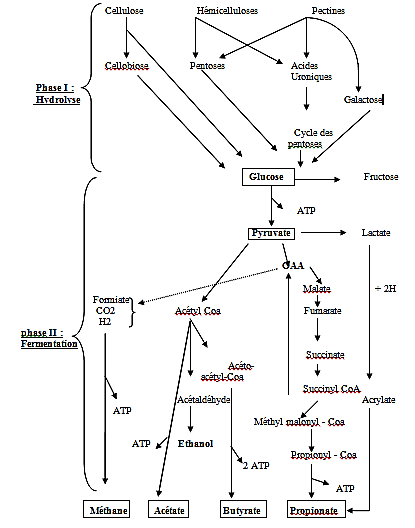 Cellulose
Hémicelluloses
Pectines
Phase I :
Hydrolyse
Cellobiose
Pentoses
Acides
Uroniques
Galactose
Cycle des
pentoses
Glucose
Fructose
ATP
Pyruvate
Lactate
OAA
+ 2H
Malate
Formiate
CO2
H2
Acétyl Coa
Fumarate
phase II :
Fermentation
Succinate
Acéto-
acétyl-Coa
Succinyl CoA
Acétaldéhyde
Acrylate
ATP
Méthyl malonyl - Coa
ATP
Ethanol
Propionyl - Coa
2 ATP
ATP
Méthane
Acétate
Butyrate
Propionate